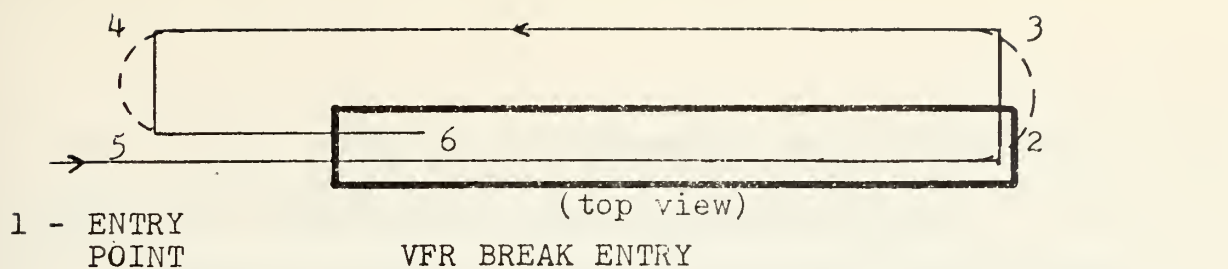 4 3
5 6 2
(top view)
1 - ENTRY
POINT VFR BREAK ENTRY